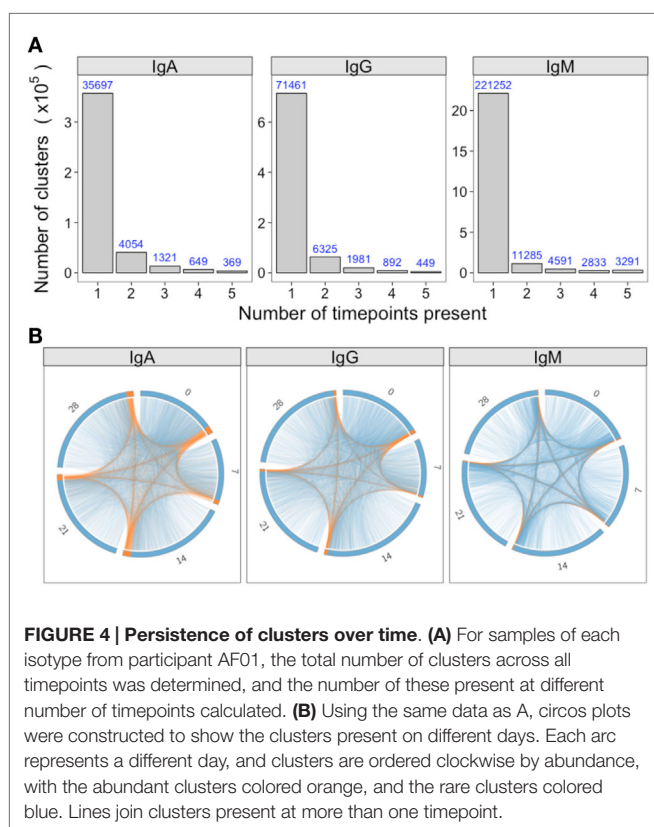 A
IgA IgG IgM
Number of clusters ( x10⁵)
35697 71461 221252
3 6 20
2 4 15
1 2 10
0 0 5
0
4054 1321 649 369
6325 1981 892 449
11285 4591 2833 3291
1 2 3 4 5 1 2 3 4 5 1 2 3 4 5
Number of timepoints present
B
IgA IgG IgM
28 0 28 0 28 0
7 7 7
21 14 21 14 21 14
FIGURE 4 | Persistence of clusters over time. (A) For samples of each
isotype from participant AF01, the total number of clusters across all
timepoints was determined, and the number of these present at different
number of timepoints calculated. (B) Using the same data as A, circos plots
were constructed to show the clusters present on different days. Each arc
represents a different day, and clusters are ordered clockwise by abundance,
with the abundant clusters colored orange, and the rare clusters colored
blue. Lines join clusters present at more than one timepoint.